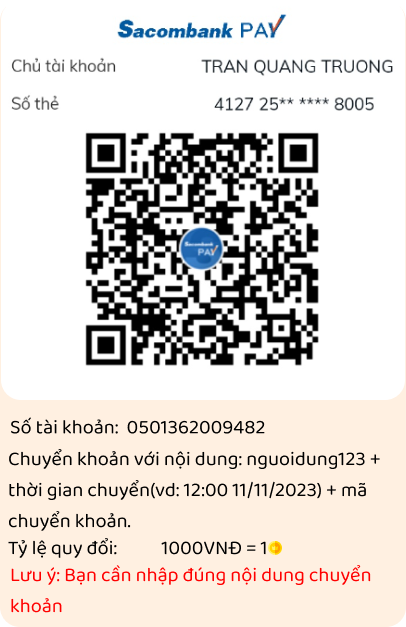 Sacombank PAY
Chủ tài khoản TRAN QUANG TRUONG
Số thẻ 4127 25** **** 8005
Sacombank
PAY
Số tài khoản: 0501362009482
Chuyển khoản với nội dung: nguoidung123 +
thời gian chuyển(vd: 12:00 11/11/2023) + mã
chuyển khoản.
Tỷ lệ quy đổi: 1000VNĐ = 1
Lưu ý: Bạn cần nhập đúng nội dung chuyển
khoản